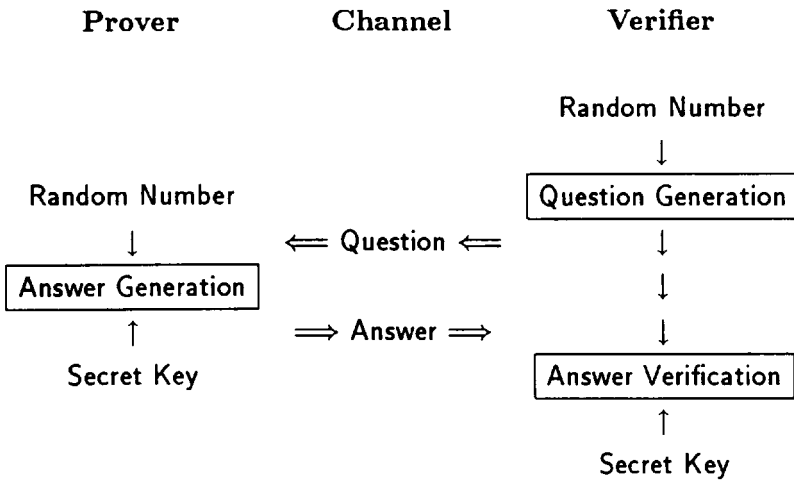 Prover Channel Verifier
Random Number
↓
Random Number Question Generation
⇐ Question ⇐
↓ ↓
Answer Generation ↓
⇒ Answer ⇒ ↓
↑
Secret Key Answer Verification
↑
Secret Key